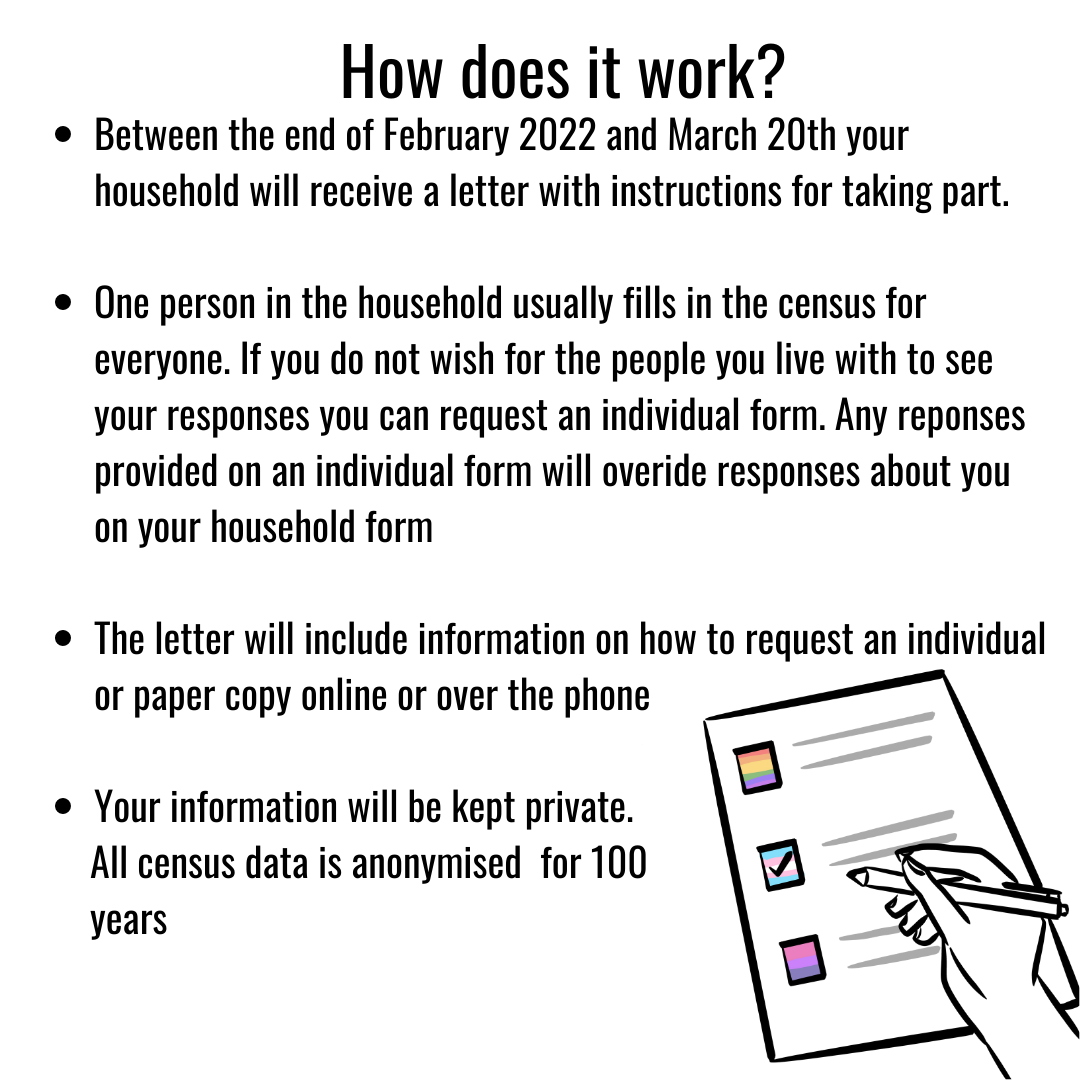 How does it work?
• Between the end of February 2022 and March 20th your
household will receive a letter with instructions for taking part.
• One person in the household usually fills in the census for
everyone. If you do not wish for the people you live with to see
your responses you can request an individual form. Any reponses
provided on an individual form will overide responses about you
on your household form
• The letter will include information on how to request an individual
or paper copy online or over the phone
• Your information will be kept private.
All census data is anonymised  for 100
years